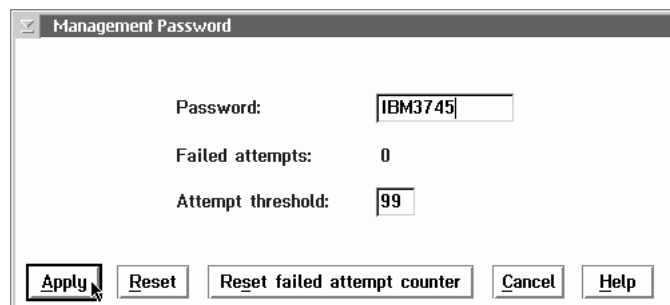 Management Password
Password: IBM3745
Failed attempts: 0
Attempt threshold: 99
Apply Reset Reset failed attempt counter Cancel Help